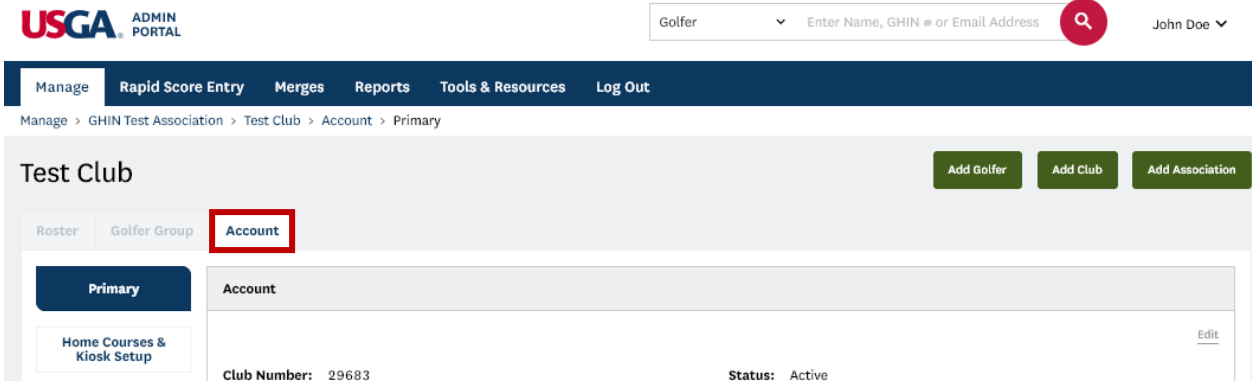 USGA. ADMIN PORTAL
Golfer Enter Name, GHIN # or Email Address John Doe
Manage Rapid Score Entry Merges Reports Tools & Resources Log Out
Manage > GHIN Test Association > Test Club > Account > Primary
Test Club Add Golfer Add Club Add Association
Roster Golfer Group Account
Primary Account
Edit
Home Courses &
Kiosk Setup
Club Number: 29683 Status: Active